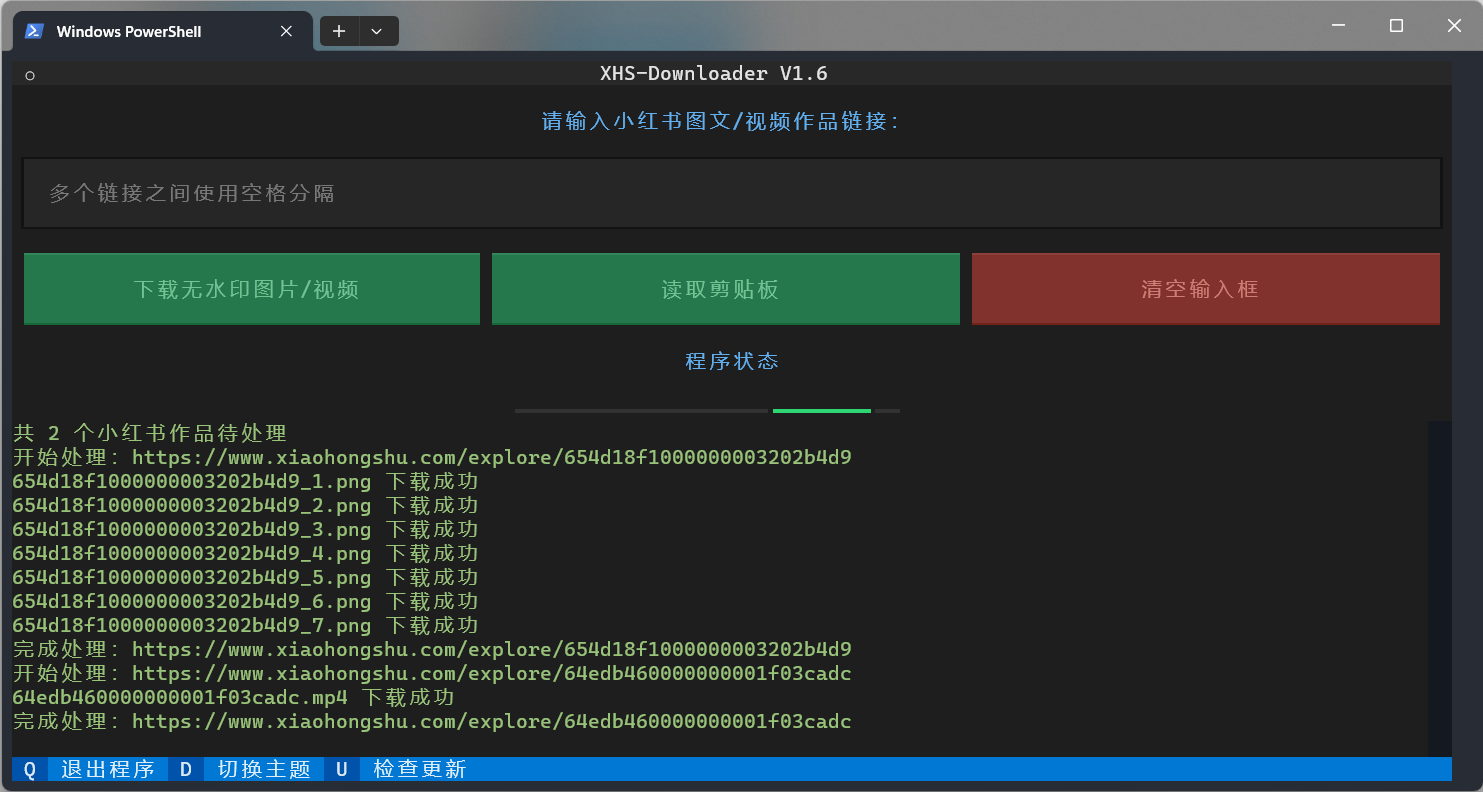 Windows PowerShell
XHS-Downloader V1.6
请输入小红书图文/视频作品链接：
多个链接之间使用空格分隔
下载无水印图片/视频 读取剪贴板 清空输入框
程序状态
共 2 个小红书作品待处理
开始处理：https://www.xiaohongshu.com/explore/654d18f1000000003202b4d9
654d18f1000000003202b4d9_1.png 下载成功
654d18f1000000003202b4d9_2.png 下载成功
654d18f1000000003202b4d9_3.png 下载成功
654d18f1000000003202b4d9_4.png 下载成功
654d18f1000000003202b4d9_5.png 下载成功
654d18f1000000003202b4d9_6.png 下载成功
654d18f1000000003202b4d9_7.png 下载成功
完成处理：https://www.xiaohongshu.com/explore/654d18f1000000003202b4d9
开始处理：https://www.xiaohongshu.com/explore/64edb460000000001f03cadc
64edb460000000001f03cadc.mp4 下载成功
完成处理：https://www.xiaohongshu.com/explore/64edb460000000001f03cadc
Q 退出程序 D 切换主题 U 检查更新